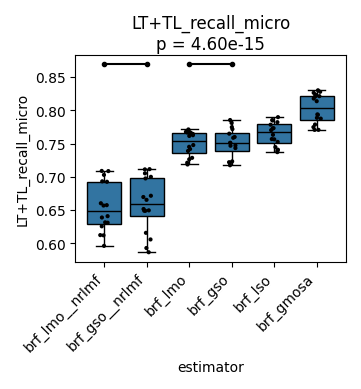 LT+TL_recall_micro
p = 4.60e-15
LT+TL_recall_micro
0.85
0.80
0.75
0.70
0.65
0.60
brf_lmo__nrlmf
brf_gso__nrlmf
brf_lmo
brf_gso
brf_lso
brf_gmosa
estimator